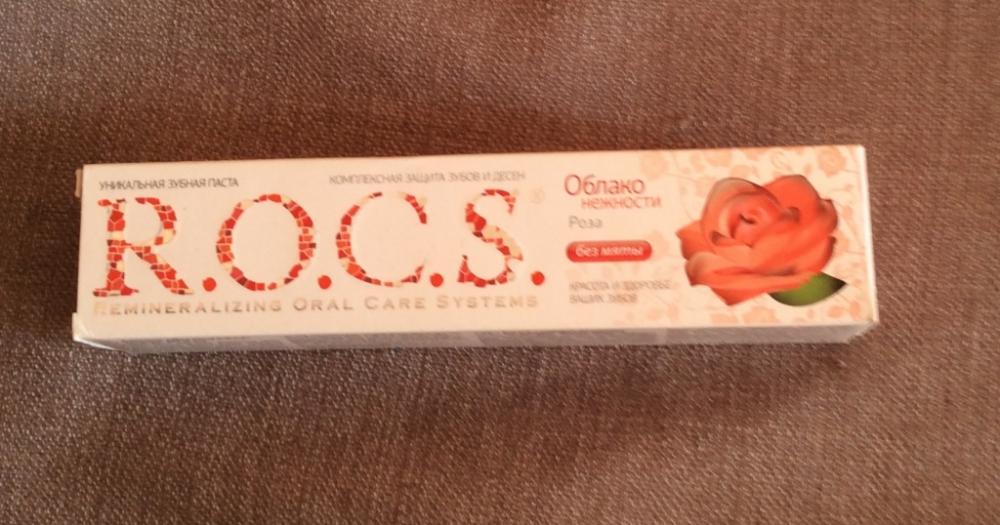 УНИКАЛЬНАЯ ЗУБНАЯ ПАСТА
КОМПЛЕКСНАЯ ЗАЩИТА ЗУБОВ И ДЕСЕН
R.O.C.S.®
REMINERALIZING ORAL CARE SYSTEMS
Облако
нежности
Роза
без мяты
КРАСОТА И ЗДОРОВЬЕ
ВАШИХ ЗУБОВ